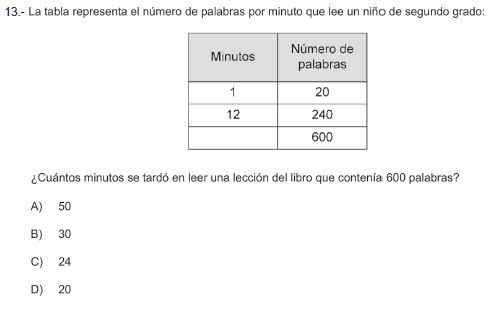 13.- La tabla representa el número de palabras por minuto que lee un niño de segundo grado:
Minutos Número de
palabras
1 20
12 240
600
¿Cuántos minutos se tardó en leer una lección del libro que contenía 600 palabras?
A) 50
B) 30
C) 24
D) 20